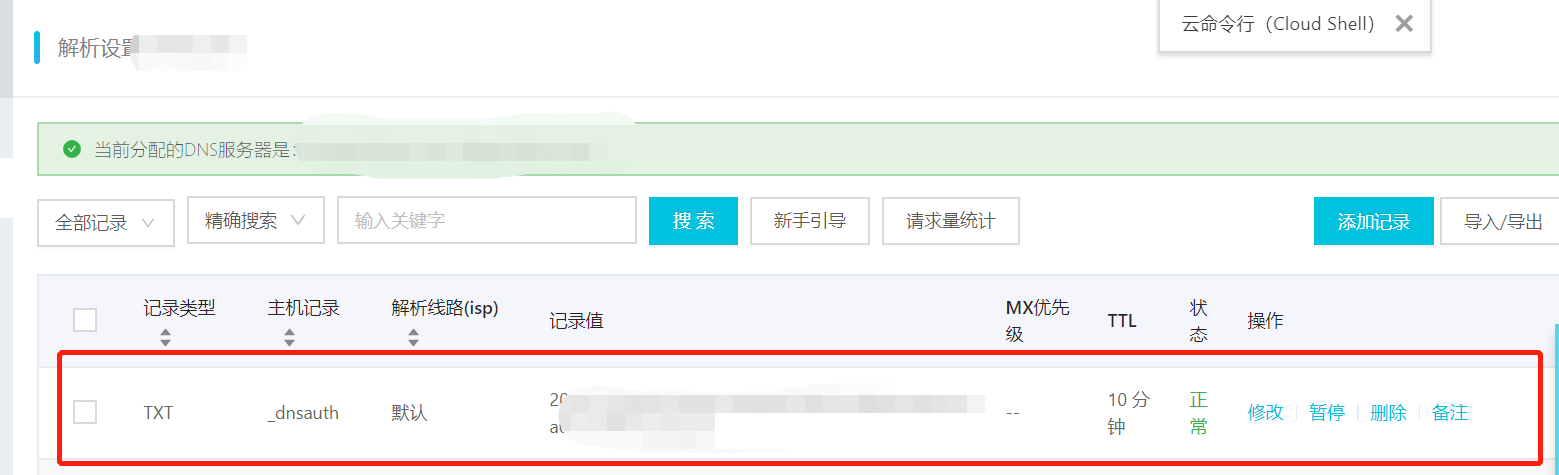 云命令行（Cloud Shell）
解析设置
当前分配的DNS服务器是:
全部记录 精确搜索 输入关键字 搜 索 新手引导 请求量统计 添加记录 导入/导出
记录类型 主机记录 解析线路(isp) 记录值 MX优先级 TTL 状态 操作
TXT _dnsauth 默认 -- 10 分钟 正常 修改 暂停 删除 备注